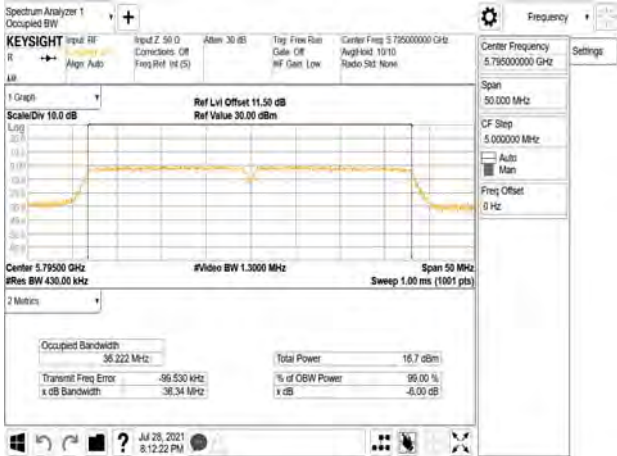 Spectrum Analyzer 1
Occupied BW
+
Frequency
KEYSIGHT
Input: RF
R
Align: Auto
Input Z: 50 Ω
Corrections: Off
Freq Ref: Int (S)
Atten: 30 dB
Trig: Free Run
Gate: Off
#IF Gain: Low
Center Freq: 5.795000000 GHz
Avg|Hold: 10/10
Radio Std: None
Center Frequency
5.795000000 GHz
Settings
Span
50.000 MHz
CF Step
5.000000 MHz
Auto
Man
Freq Offset
0 Hz
1 Graph
Scale/Div 10.0 dB
Ref Lvl Offset 11.50 dB
Ref Value 30.00 dBm
Log
Center 5.79500 GHz
#Res BW 430.00 kHz
#Video BW 1.3000 MHz
Span 50 MHz
Sweep 1.00 ms (1001 pts)
2 Metrics
Occupied Bandwidth
36.222 MHz
Total Power
16.7 dBm
Transmit Freq Error
-99.530 kHz
% of OBW Power
99.00 %
x dB Bandwidth
36.34 MHz
x dB
-6.00 dB
?
Jul 28, 2021
8:12:22 PM